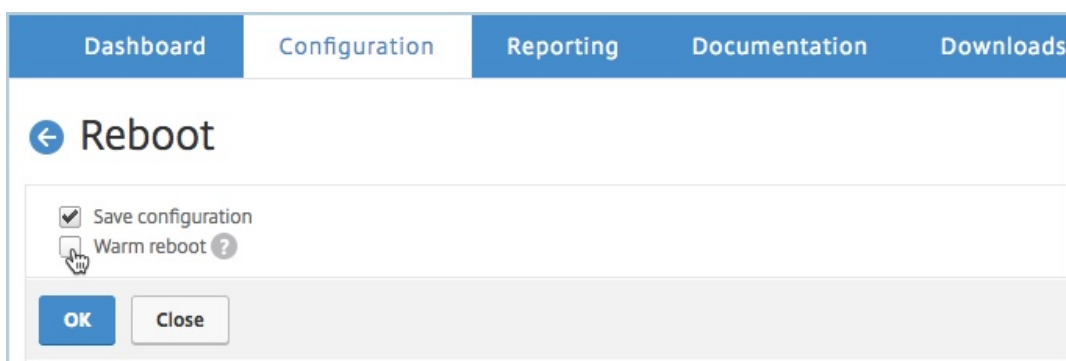 Dashboard Configuration Reporting Documentation Downloads
Reboot
Save configuration
Warm reboot ?
OK Close